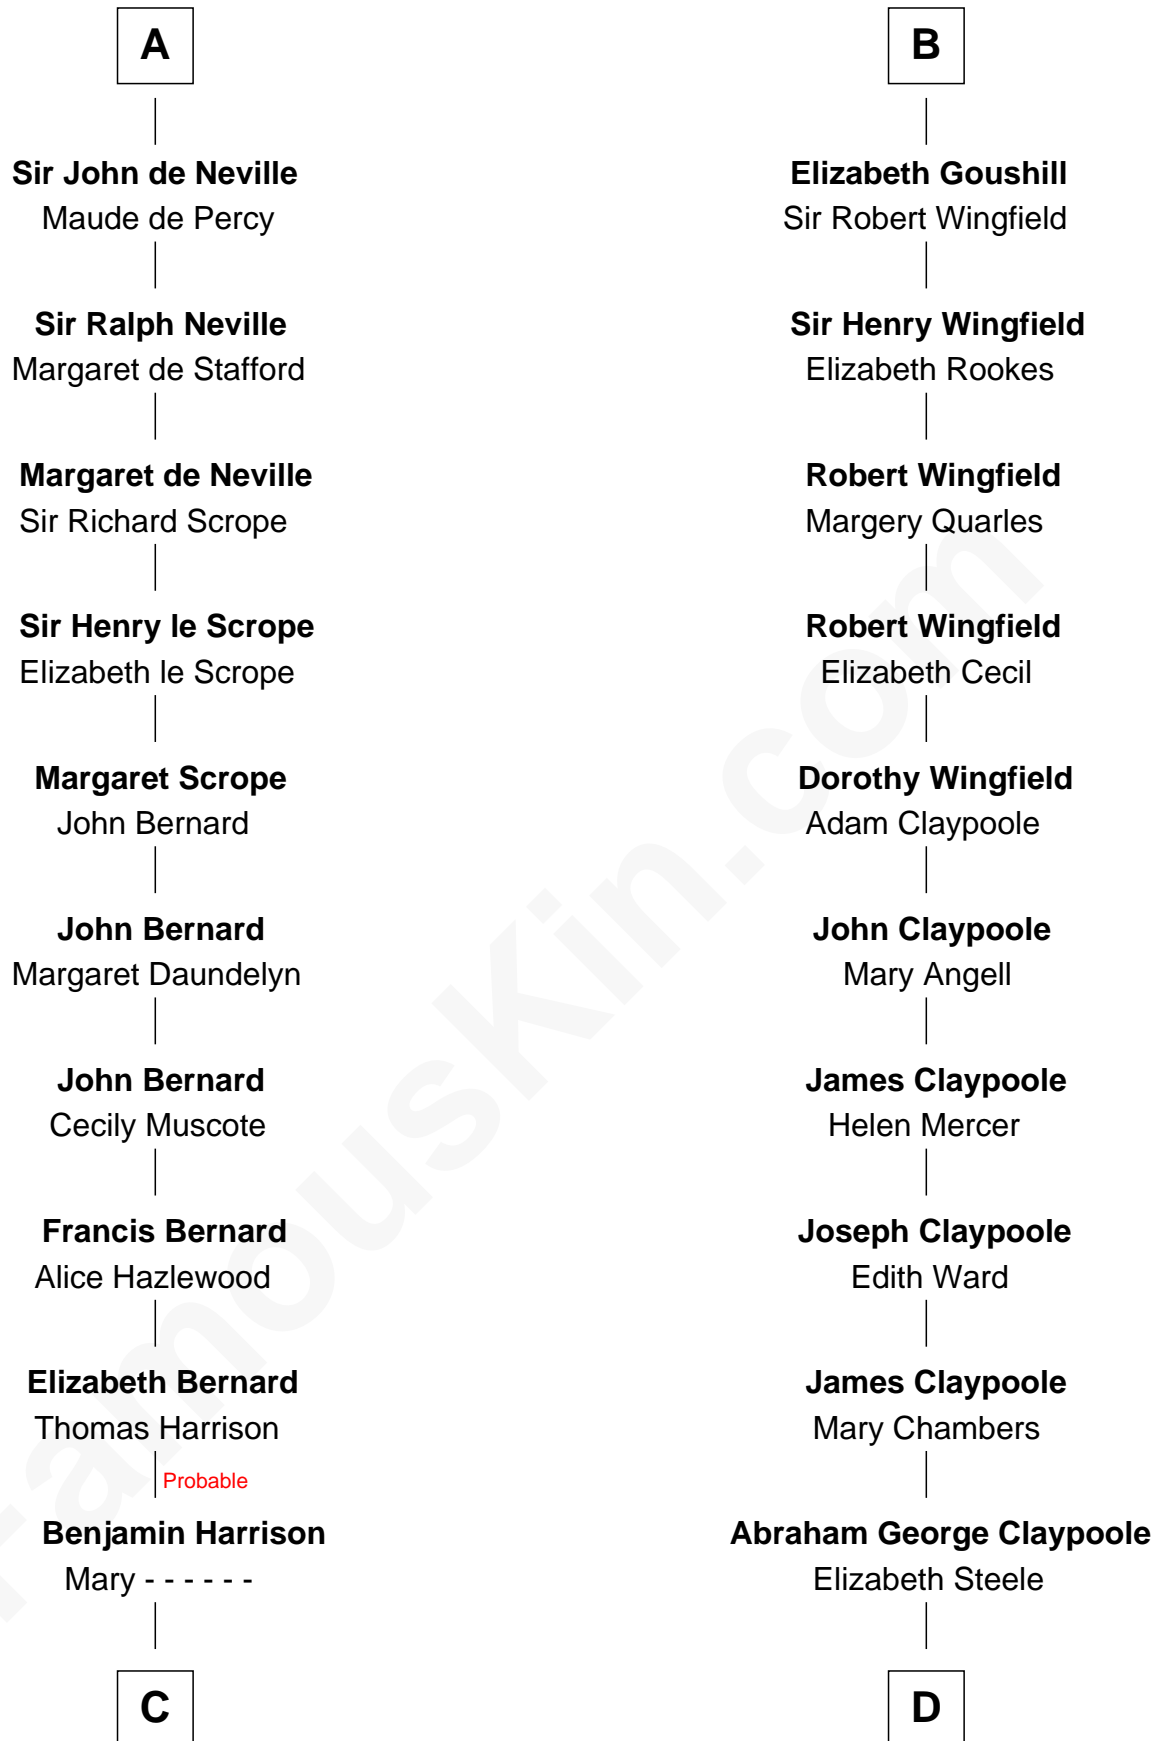 A
Sir John de Neville
Maude de Percy
Sir Ralph Neville
Margaret de Stafford
Margaret de Neville
Sir Richard Scrope
Sir Henry le Scrope
Elizabeth le Scrope
Margaret Scrope
John Bernard
John Bernard
Margaret Daundelyn
John Bernard
Cecily Muscote
Francis Bernard
Alice Hazlewood
Elizabeth Bernard
Thomas Harrison
Probable
Benjamin Harrison
Mary - - - - - -
C
B
Elizabeth Goushill
Sir Robert Wingfield
Sir Henry Wingfield
Elizabeth Rookes
Robert Wingfield
Margery Quarles
Robert Wingfield
Elizabeth Cecil
Dorothy Wingfield
Adam Claypoole
John Claypoole
Mary Angell
James Claypoole
Helen Mercer
Joseph Claypoole
Edith Ward
James Claypoole
Mary Chambers
Abraham George Claypoole
Elizabeth Steele
D
FamousKin.com